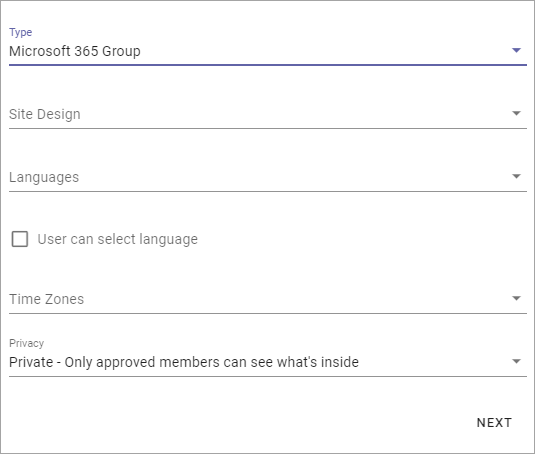 Type
Microsoft 365 Group
Site Design
Languages
User can select language
Time Zones
Privacy
Private - Only approved members can see what's inside
NEXT